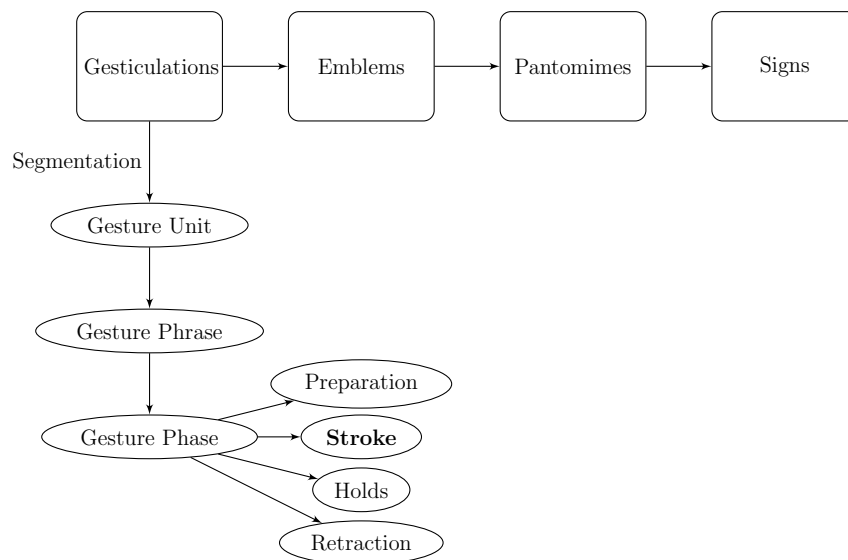 Gesticulations
Emblems
Pantomimes
Signs
Segmentation
Gesture Unit
Gesture Phrase
Preparation
Gesture Phase
Stroke
Holds
Retraction